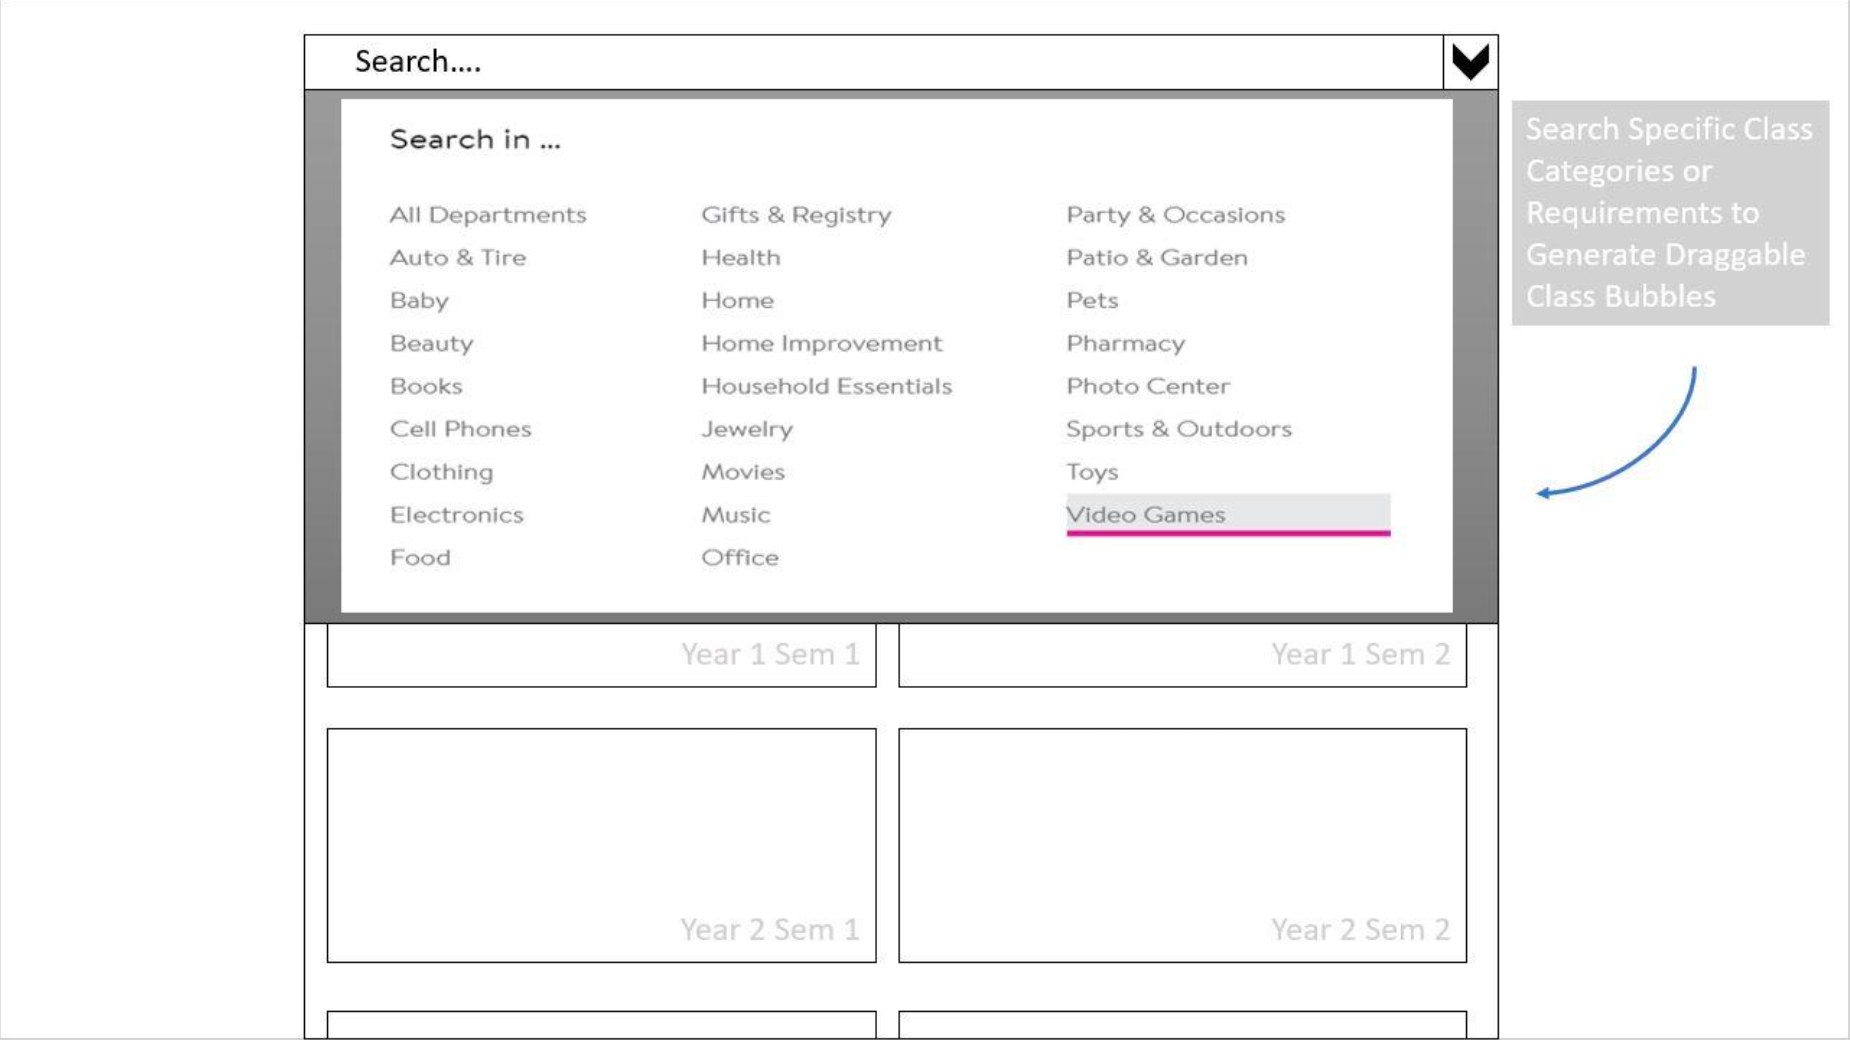 Search....
Search in ...
All Departments
Auto & Tire
Baby
Beauty
Books
Cell Phones
Clothing
Electronics
Food
Gifts & Registry
Health
Home
Home Improvement
Household Essentials
Jewelry
Movies
Music
Office
Party & Occasions
Patio & Garden
Pets
Pharmacy
Photo Center
Sports & Outdoors
Toys
Video Games
Search Specific Class
Categories or
Requirements to
Generate Draggable
Class Bubbles
Year 1 Sem 1
Year 1 Sem 2
Year 2 Sem 1
Year 2 Sem 2